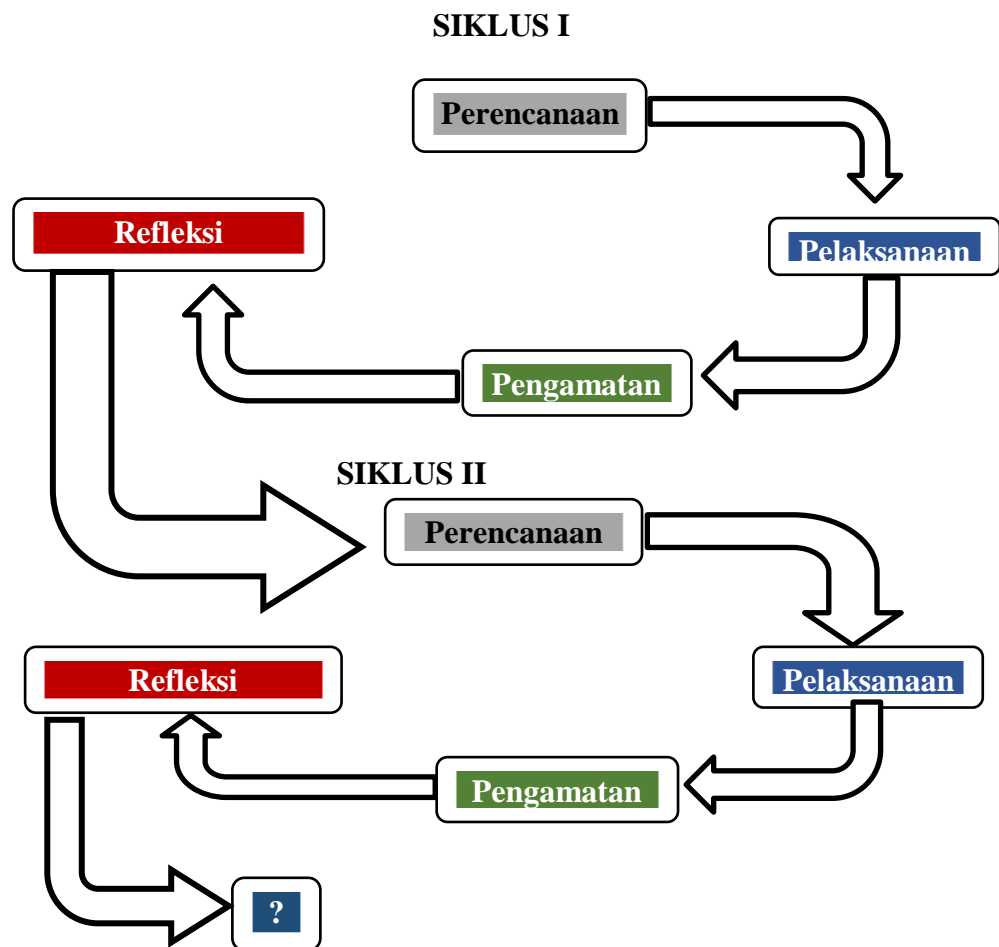 SIKLUS I
Perencanaan
Refleksi
Pelaksanaan
Pengamatan
SIKLUS II
Perencanaan
Refleksi
Pelaksanaan
Pengamatan
?